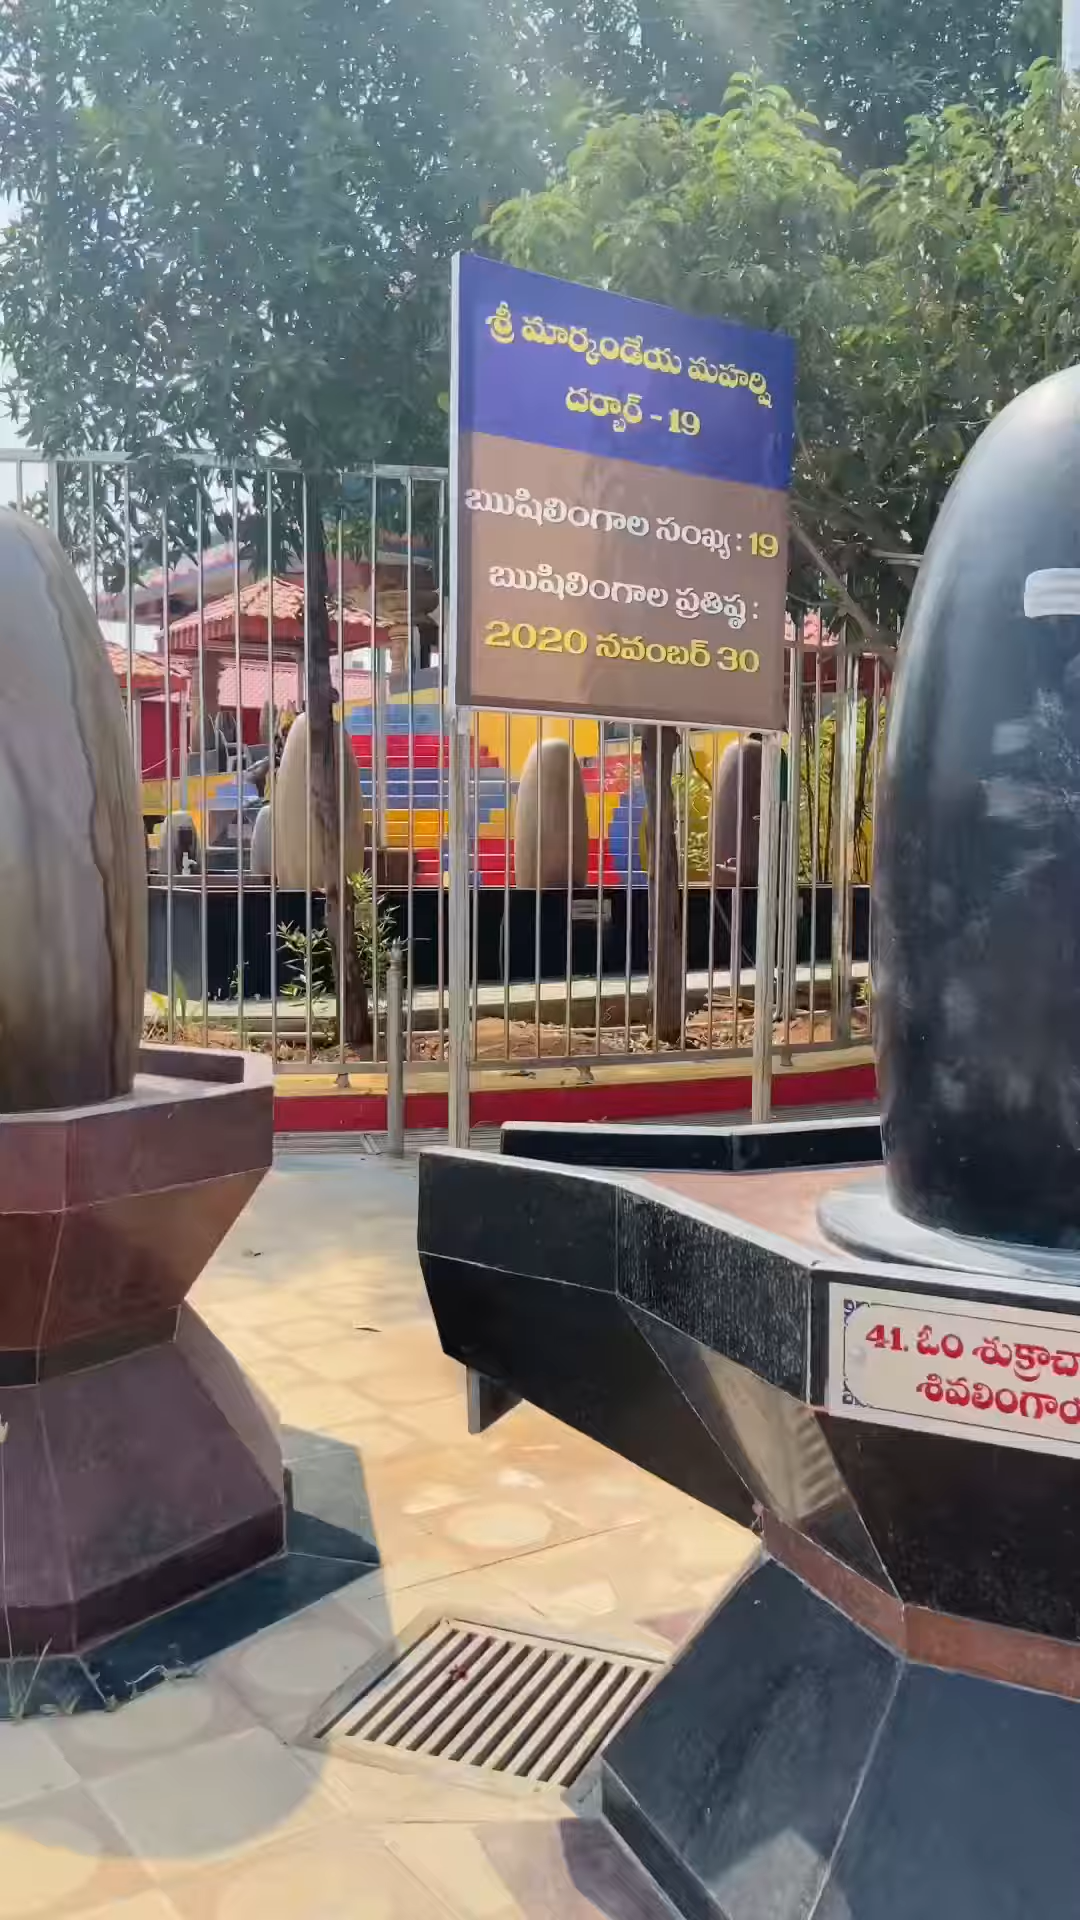 శ్రీ మార్కండేయ మహర్షి
దర్బార్ - 19
ఋషిలింగాల సంఖ్య : 19
ఋషిలింగాల ప్రతిష్ఠ :
2020 నవంబర్ 30
41. ఓం శుక్రాచా
శివలింగాయ